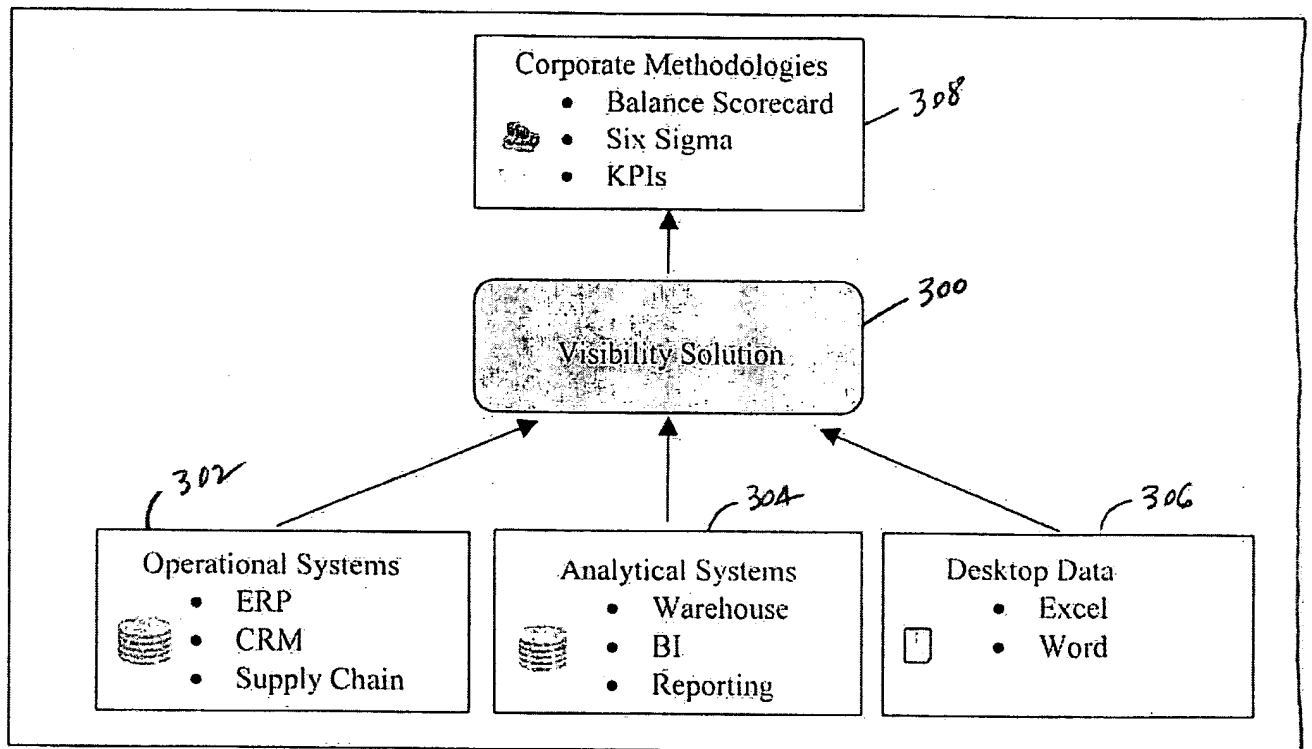 Corporate Methodologies
• Balance Scorecard
• Six Sigma
• KPIs
308
300
Visibility Solution
302
304
306
Operational Systems
• ERP
• CRM
• Supply Chain
Analytical Systems
• Warehouse
• BI
• Reporting
Desktop Data
• Excel
• Word